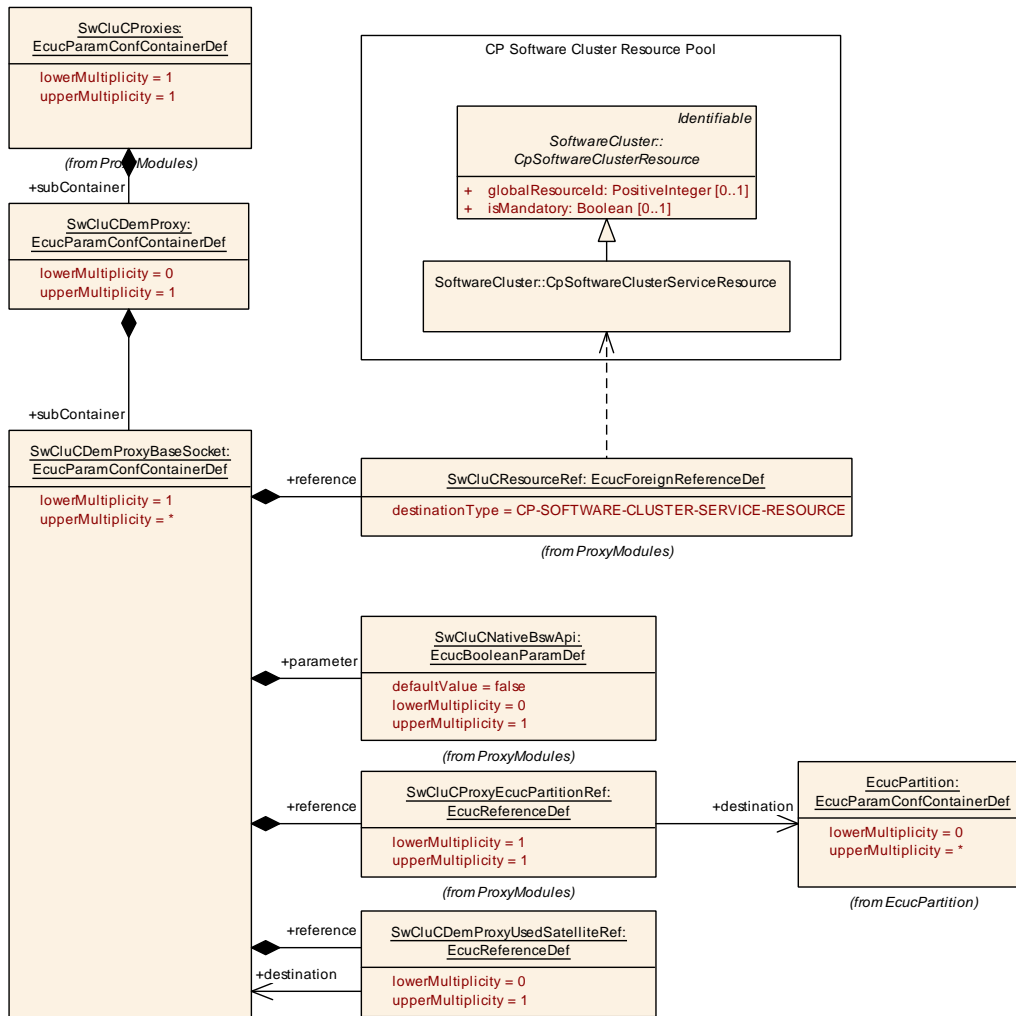 SwCluCProxies:
EcucParamConfContainerDef
lowerMultiplicity = 1
upperMultiplicity = 1
(from ProxyModules)
+subContainer
SwCluCDemProxy:
EcucParamConfContainerDef
lowerMultiplicity = 0
upperMultiplicity = 1
+subContainer
CP Software Cluster Resource Pool
Identifiable
SoftwareCluster::
CpSoftwareClusterResource
+ globalResourceId: PositiveInteger [0..1]
+ isMandatory: Boolean [0..1]
SoftwareCluster::CpSoftwareClusterServiceResource
SwCluCDemProxyBaseSocket:
EcucParamConfContainerDef
lowerMultiplicity = 1
upperMultiplicity = *
+reference
SwCluCResourceRef: EcucForeignReferenceDef
destinationType = CP-SOFTWARE-CLUSTER-SERVICE-RESOURCE
(from ProxyModules)
+parameter
SwCluCNativeBswApi:
EcucBooleanParamDef
defaultValue = false
lowerMultiplicity = 0
upperMultiplicity = 1
(from ProxyModules)
+reference
SwCluCProxyEcucPartitionRef:
EcucReferenceDef
lowerMultiplicity = 1
upperMultiplicity = 1
(from ProxyModules)
+destination
EcucPartition:
EcucParamConfContainerDef
lowerMultiplicity = 0
upperMultiplicity = *
(from EcucPartition)
+reference
SwCluCDemProxyUsedSatelliteRef:
EcucReferenceDef
+destination
lowerMultiplicity = 0
upperMultiplicity = 1